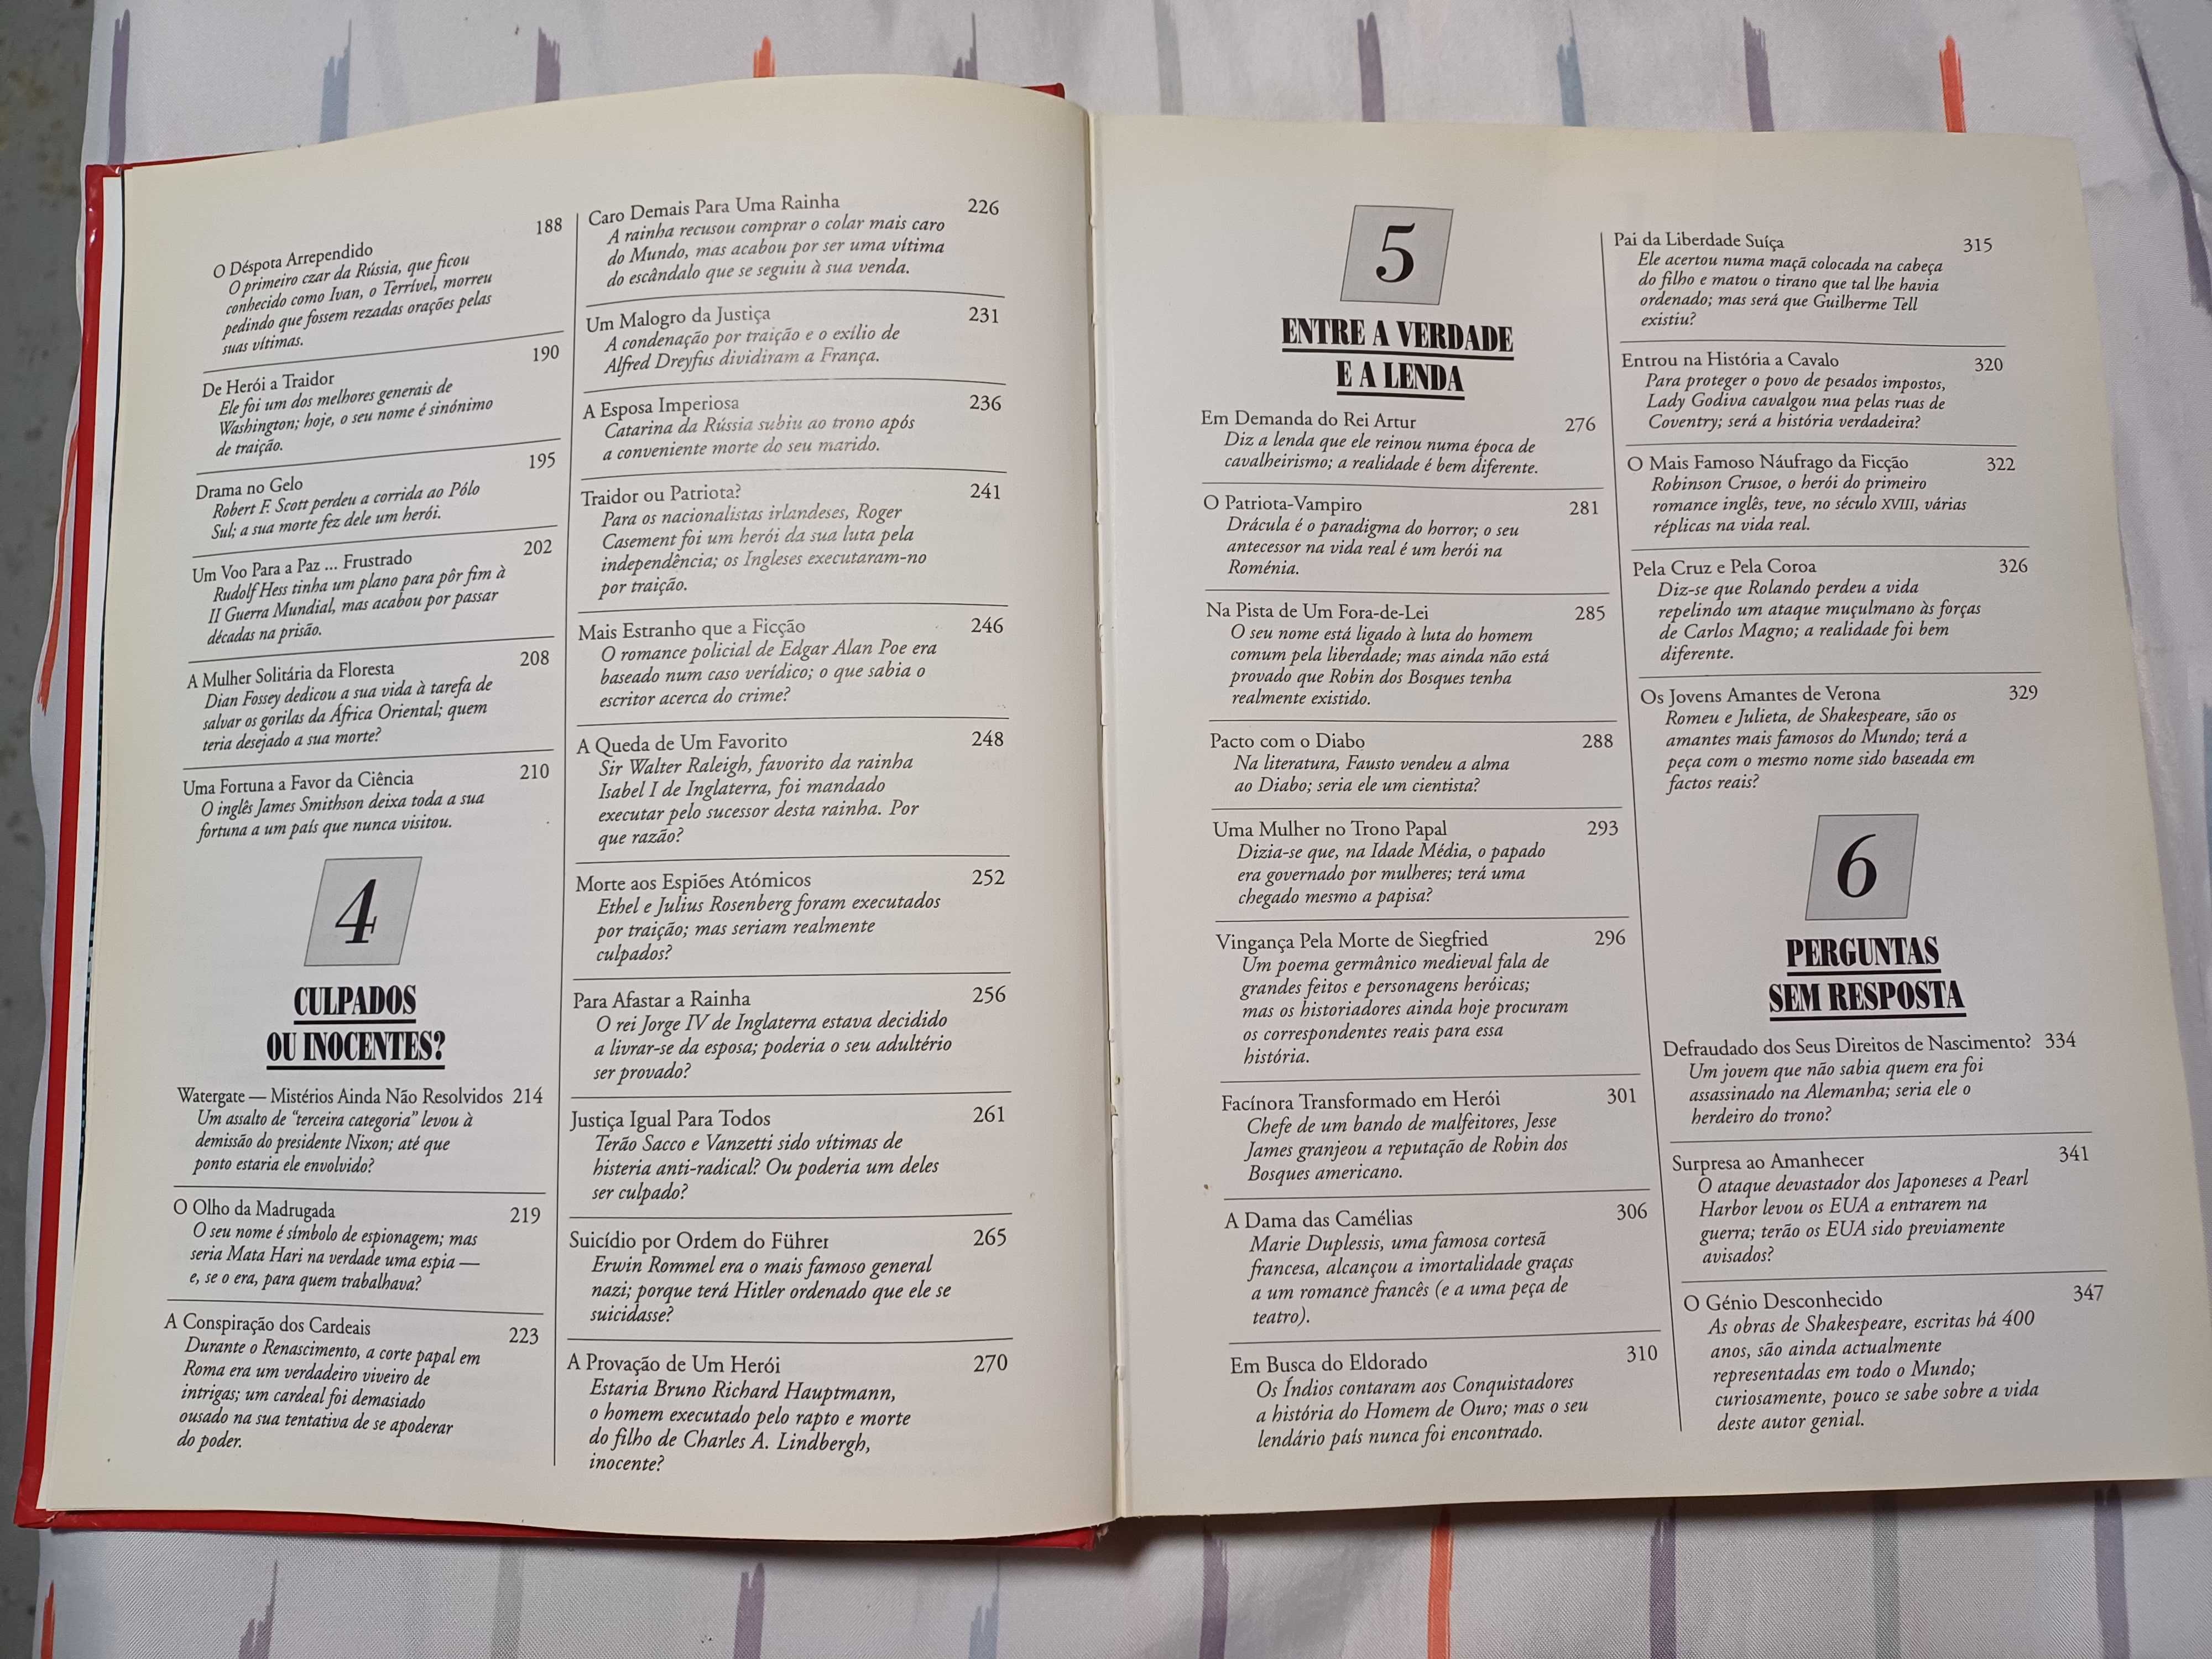 O Déspota Arrependido 188
O primeiro czar da Rússia, que ficou
conhecido como Ivan, o Terrível, morreu
pedindo que fossem rezadas orações pelas
suas vítimas.
De Herói a Traidor 190
Ele foi um dos melhores generais de
Washington; hoje, o seu nome é sinónimo
de traição.
Drama no Gelo 195
Robert F. Scott perdeu a corrida ao Pólo
Sul; a sua morte fez dele um herói.
Um Voo Para a Paz ... Frustrado 202
Rudolf Hess tinha um plano para pôr fim à
II Guerra Mundial, mas acabou por passar
décadas na prisão.
A Mulher Solitária da Floresta 208
Dian Fossey dedicou a sua vida à tarefa de
salvar os gorilas da África Oriental; quem
teria desejado a sua morte?
Uma Fortuna a Favor da Ciência 210
O inglês James Smithson deixa toda a sua
fortuna a um país que nunca visitou.
4
CULPADOS
OU INOCENTES?
Watergate — Mistérios Ainda Não Resolvidos 214
Um assalto de “terceira categoria” levou à
demissão do presidente Nixon; até que
ponto estaria ele envolvido?
O Olho da Madrugada 219
O seu nome é símbolo de espionagem; mas
seria Mata Hari na verdade uma espia —
e, se o era, para quem trabalhava?
A Conspiração dos Cardeais 223
Durante o Renascimento, a corte papal em
Roma era um verdadeiro viveiro de
intrigas; um cardeal foi demasiado
ousado na sua tentativa de se apoderar
do poder.
Caro Demais Para Uma Rainha 226
A rainha recusou comprar o colar mais caro
do Mundo, mas acabou por ser uma vítima
do escândalo que se seguiu à sua venda.
Um Malogro da Justiça 231
A condenação por traição e o exílio de
Alfred Dreyfus dividiram a França.
A Esposa Imperiosa 236
Catarina da Rússia subiu ao trono após
a conveniente morte do seu marido.
Traidor ou Patriota? 241
Para os nacionalistas irlandeses, Roger
Casement foi um herói da sua luta pela
independência; os Ingleses executaram-no
por traição.
Mais Estranho que a Ficção 246
O romance policial de Edgar Alan Poe era
baseado num caso verídico; o que sabia o
escritor acerca do crime?
A Queda de Um Favorito 248
Sir Walter Raleigh, favorito da rainha
Isabel I de Inglaterra, foi mandado
executar pelo sucessor desta rainha. Por
que razão?
Morte aos Espiões Atómicos 252
Ethel e Julius Rosenberg foram executados
por traição; mas seriam realmente
culpados?
Para Afastar a Rainha 256
O rei Jorge IV de Inglaterra estava decidido
a livrar-se da esposa; poderia o seu adultério
ser provado?
Justiça Igual Para Todos 261
Terão Sacco e Vanzetti sido vítimas de
histeria anti-radical? Ou poderia um deles
ser culpado?
Suicídio por Ordem do Führer 265
Erwin Rommel era o mais famoso general
nazi; porque terá Hitler ordenado que ele se
suicidasse?
A Provação de Um Herói 270
Estaria Bruno Richard Hauptmann,
o homem executado pelo rapto e morte
do filho de Charles A. Lindbergh,
inocente?
5
ENTRE A VERDADE
E A LENDA
Em Demanda do Rei Artur 276
Diz a lenda que ele reinou numa época de
cavalheirismo; a realidade é bem diferente.
O Patriota-Vampiro 281
Drácula é o paradigma do horror; o seu
antecessor na vida real é um herói na
Roménia.
Na Pista de Um Fora-de-Lei 285
O seu nome está ligado à luta do homem
comum pela liberdade; mas ainda não está
provado que Robin dos Bosques tenha
realmente existido.
Pacto com o Diabo 288
Na literatura, Fausto vendeu a alma
ao Diabo; seria ele um cientista?
Uma Mulher no Trono Papal 293
Dizia-se que, na Idade Média, o papado
era governado por mulheres; terá uma
chegado mesmo a papisa?
Vingança Pela Morte de Siegfried 296
Um poema germânico medieval fala de
grandes feitos e personagens heróicas;
mas os historiadores ainda hoje procuram
os correspondentes reais para essa
história.
Facínora Transformado em Herói 301
Chefe de um bando de malfeitores, Jesse
James granjeou a reputação de Robin dos
Bosques americano.
A Dama das Camélias 306
Marie Duplessis, uma famosa cortesã
francesa, alcançou a imortalidade graças
a um romance francês (e a uma peça de
teatro).
Em Busca do Eldorado 310
Os Índios contaram aos Conquistadores
a história do Homem de Ouro; mas o seu
lendário país nunca foi encontrado.
Pai da Liberdade Suíça 315
Ele acertou numa maçã colocada na cabeça
do filho e matou o tirano que tal lhe havia
ordenado; mas será que Guilherme Tell
existiu?
Entrou na História a Cavalo 320
Para proteger o povo de pesados impostos,
Lady Godiva cavalgou nua pelas ruas de
Coventry; será a história verdadeira?
O Mais Famoso Náufrago da Ficção 322
Robinson Crusoe, o herói do primeiro
romance inglês, teve, no século XVIII, várias
réplicas na vida real.
Pela Cruz e Pela Coroa 326
Diz-se que Rolando perdeu a vida
repelindo um ataque muçulmano às forças
de Carlos Magno; a realidade foi bem
diferente.
Os Jovens Amantes de Verona 329
Romeu e Julieta, de Shakespeare, são os
amantes mais famosos do Mundo; terá a
peça com o mesmo nome sido baseada em
factos reais?
6
PERGUNTAS
SEM RESPOSTA
Defraudado dos Seus Direitos de Nascimento? 334
Um jovem que não sabia quem era foi
assassinado na Alemanha; seria ele o
herdeiro do trono?
Surpresa ao Amanhecer 341
O ataque devastador dos Japoneses a Pearl
Harbor levou os EUA a entrarem na
guerra; terão os EUA sido previamente
avisados?
O Génio Desconhecido 347
As obras de Shakespeare, escritas há 400
anos, são ainda actualmente
representadas em todo o Mundo;
curiosamente, pouco se sabe sobre a vida
deste autor genial.